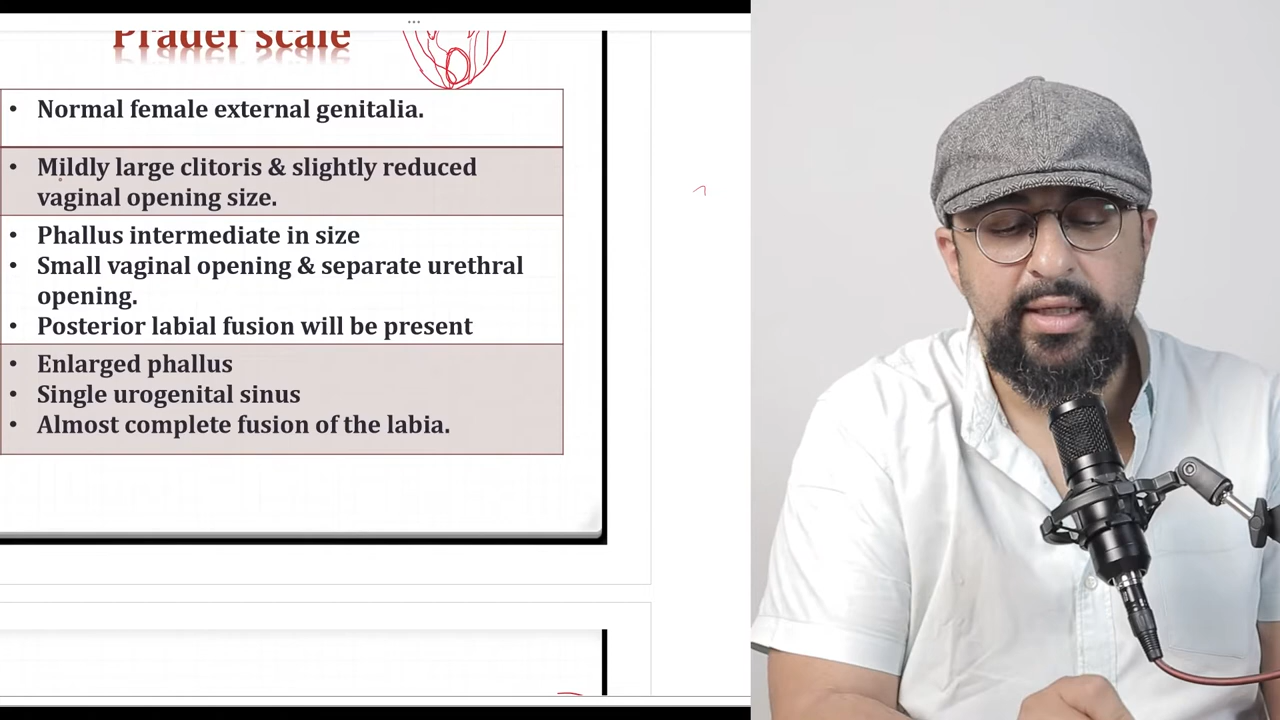 Prader scale
• Normal female external genitalia.
• Mildly large clitoris & slightly reduced
vaginal opening size.
• Phallus intermediate in size
• Small vaginal opening & separate urethral
opening.
• Posterior labial fusion will be present
• Enlarged phallus
• Single urogenital sinus
• Almost complete fusion of the labia.